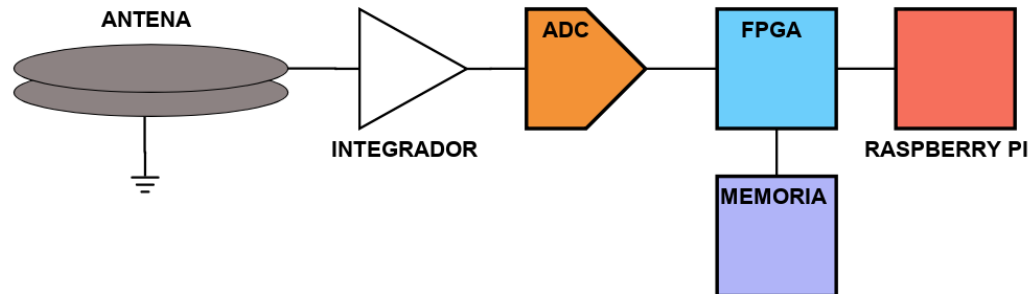 ANTENA
ADC
FPGA
INTEGRADOR
RASPBERRY PI
MEMORIA